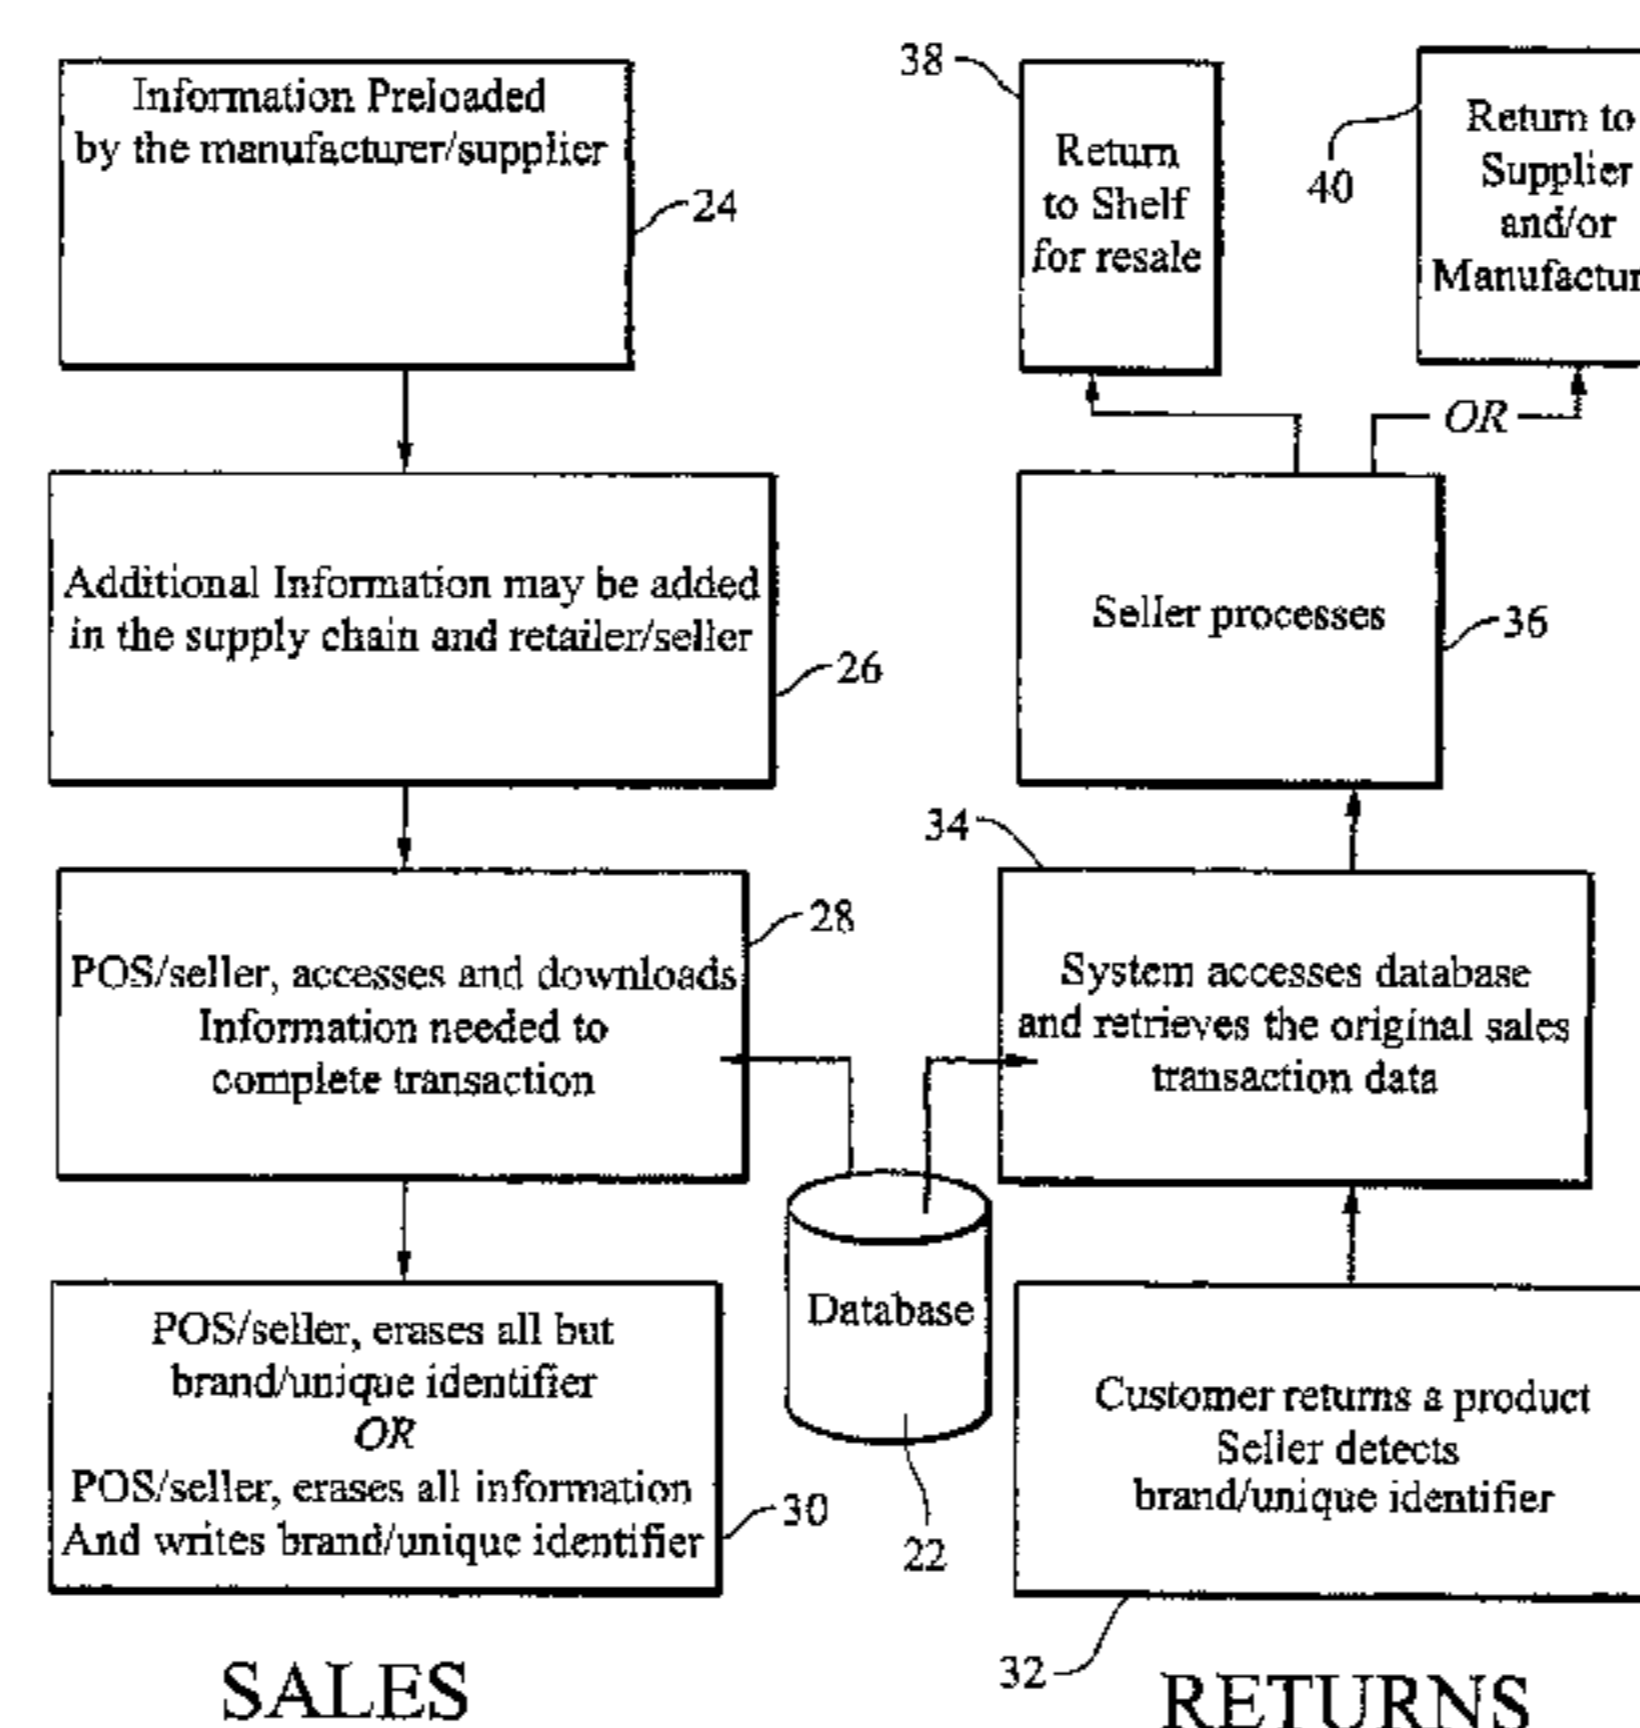 Information Preloaded
by the manufacturer/supplier
24
Additional Information may be added
in the supply chain and retailer/seller
26
POS/seller, accesses and downloads
Information needed to
complete transaction
28
POS/seller, erases all but
brand/unique identifier
OR
POS/seller, erases all information
And writes brand/unique identifier
30
SALES
Database
22
38
Return
to Shelf
for resale
40
Return to
Supplier
and/or
OR
Seller processes
36
34
System accesses database
and retrieves the original sales
transaction data
Customer returns a product
Seller detects
brand/unique identifier
32
RETURNS